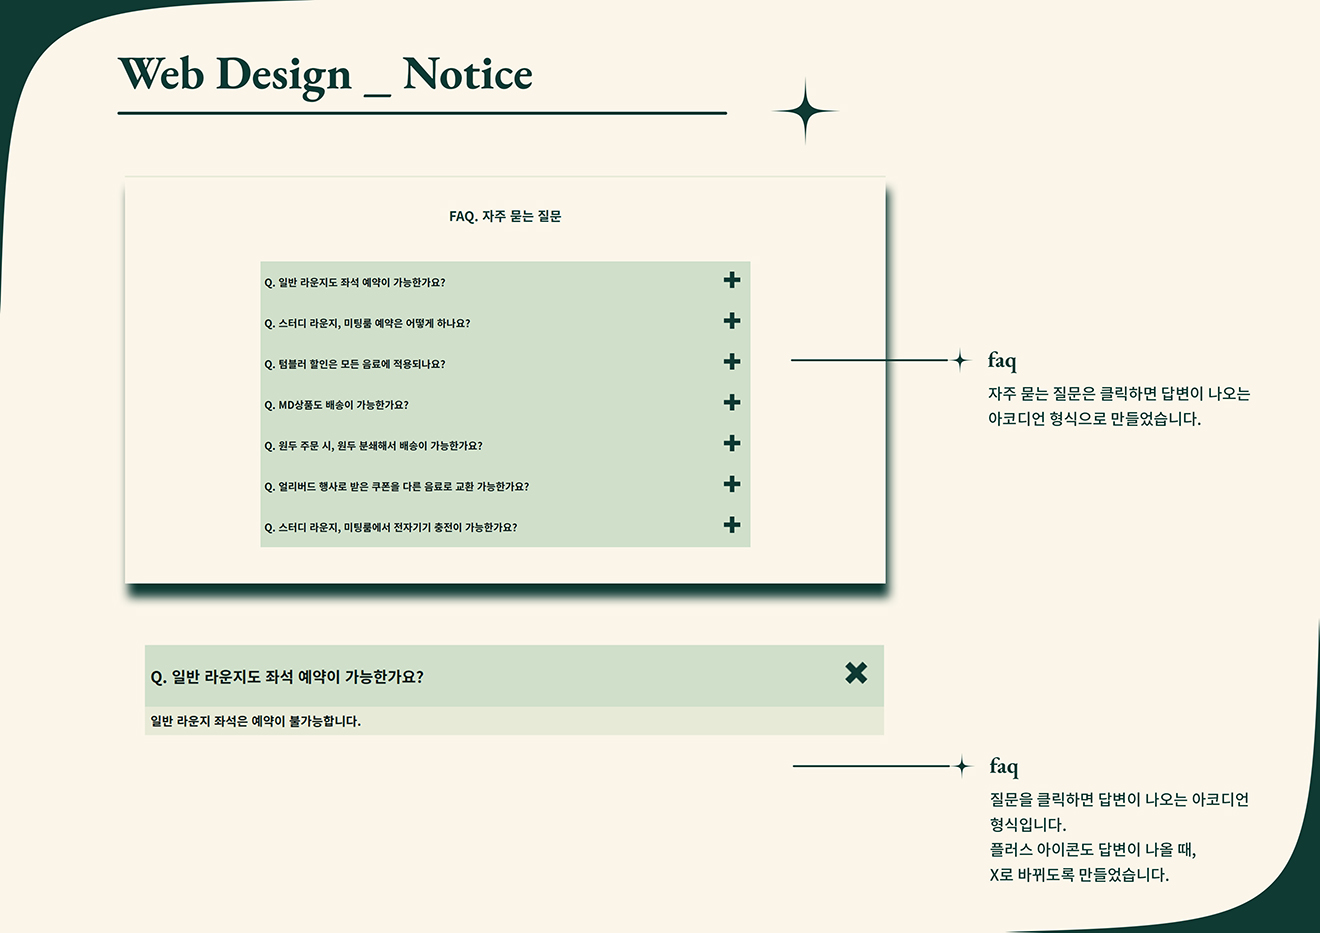 Web Design _ Notice
FAQ. 자주 묻는 질문
Q. 일반 라운지도 좌석 예약이 가능한가요?
Q. 스터디 라운지, 미팅룸 예약은 어떻게 하나요?
Q. 텀블러 할인은 모든 음료에 적용되나요?
Q. MD상품도 배송이 가능한가요?
Q. 원두 주문 시, 원두 분쇄해서 배송이 가능한가요?
Q. 얼리버드 행사로 받은 쿠폰을 다른 음료로 교환 가능한가요?
Q. 스터디 라운지, 미팅룸에서 전자기기 충전이 가능한가요?
faq
자주 묻는 질문은 클릭하면 답변이 나오는
아코디언 형식으로 만들었습니다.
Q. 일반 라운지도 좌석 예약이 가능한가요?
일반 라운지 좌석은 예약이 불가능합니다.
faq
질문을 클릭하면 답변이 나오는 아코디언
형식입니다.
플러스 아이콘도 답변이 나올 때,
X로 바뀌도록 만들었습니다.